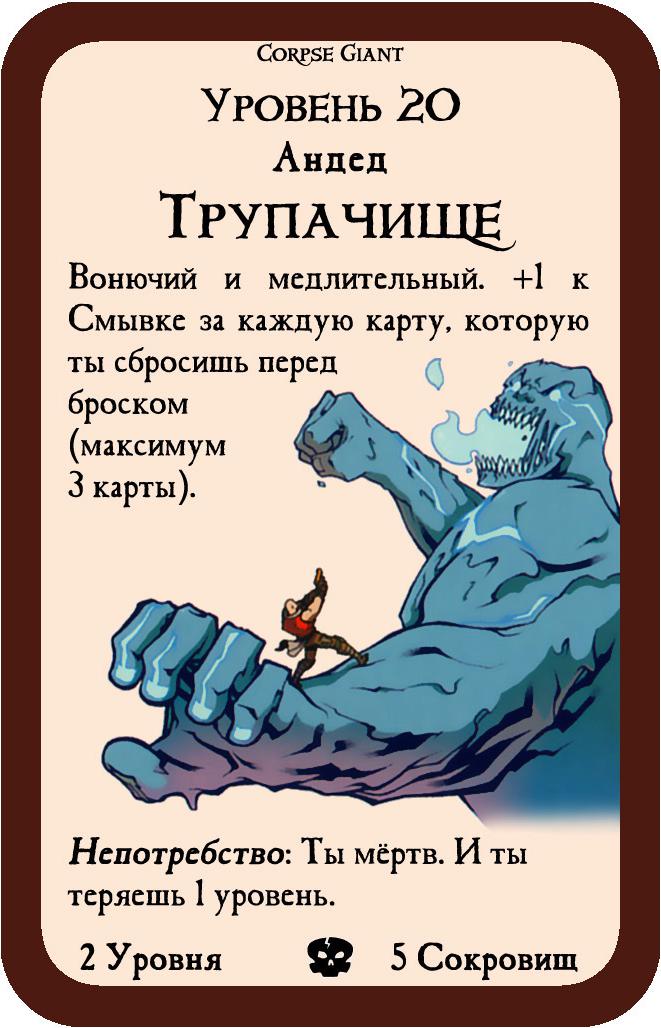 Corpse Giant
Уровень 20
Андед
Трупачище
Вонючий и медлительный. +1 к
Смывке за каждую карту, которую
ты сбросишь перед
броском
(максимум
3 карты).
Непотребство: Ты мёртв. И ты
теряешь 1 уровень.
2 Уровня 5 Сокровищ